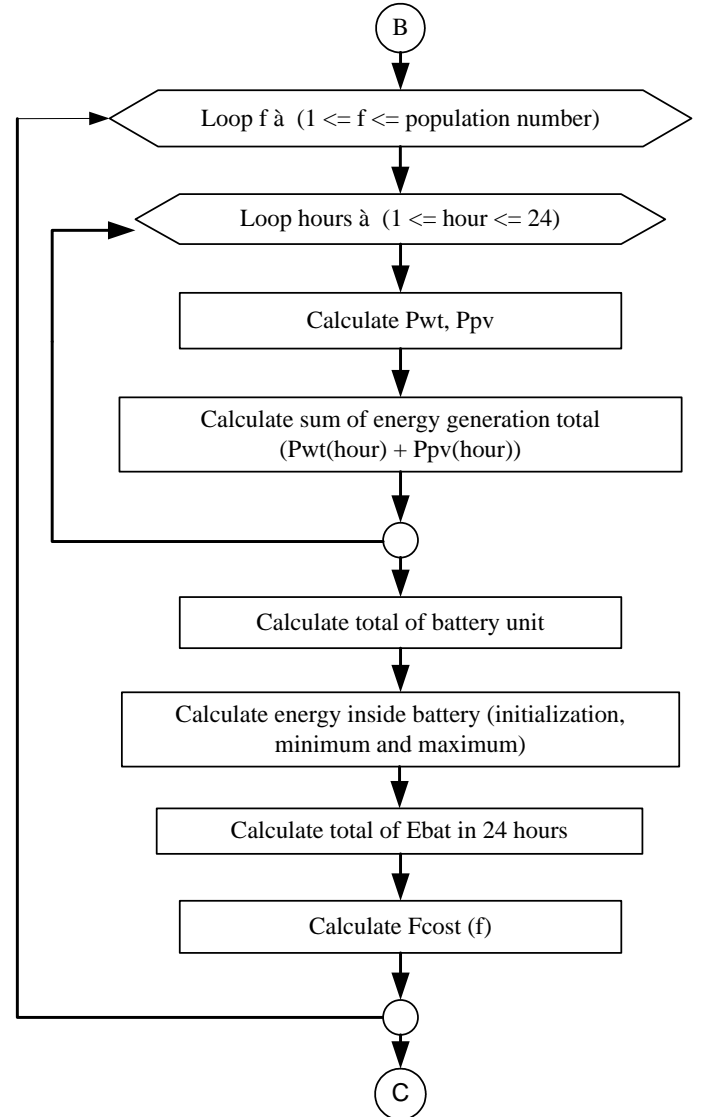 B
Loop f à (1 <= f <= population number)
Loop hours à (1 <= hour <= 24)
Calculate Pwt, Ppv
Calculate sum of energy generation total
(Pwt(hour) + Ppv(hour))
Calculate total of battery unit
Calculate energy inside battery (initialization,
minimum and maximum)
Calculate total of Ebat in 24 hours
Calculate Fcost (f)
C